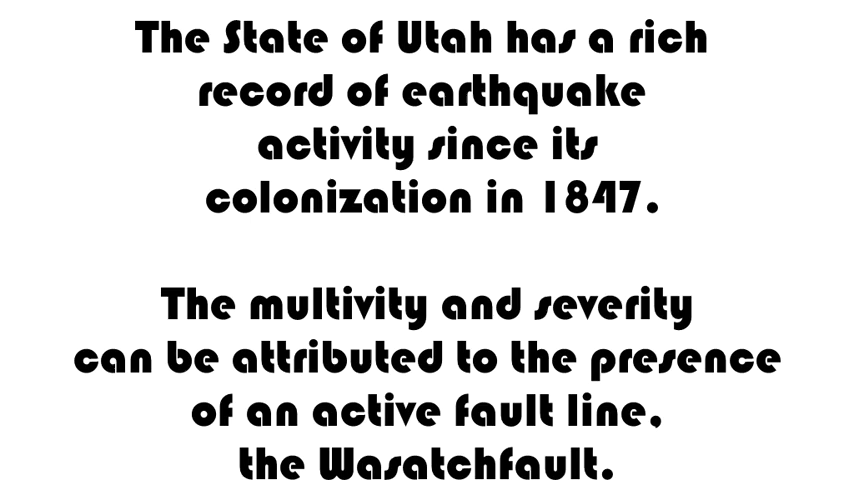 The State of Utah has a rich
record of earthquake
activity since its
colonization in 1847.
The multivity and severity
can be attributed to the presence
of an active fault line,
the Wasatchfault.